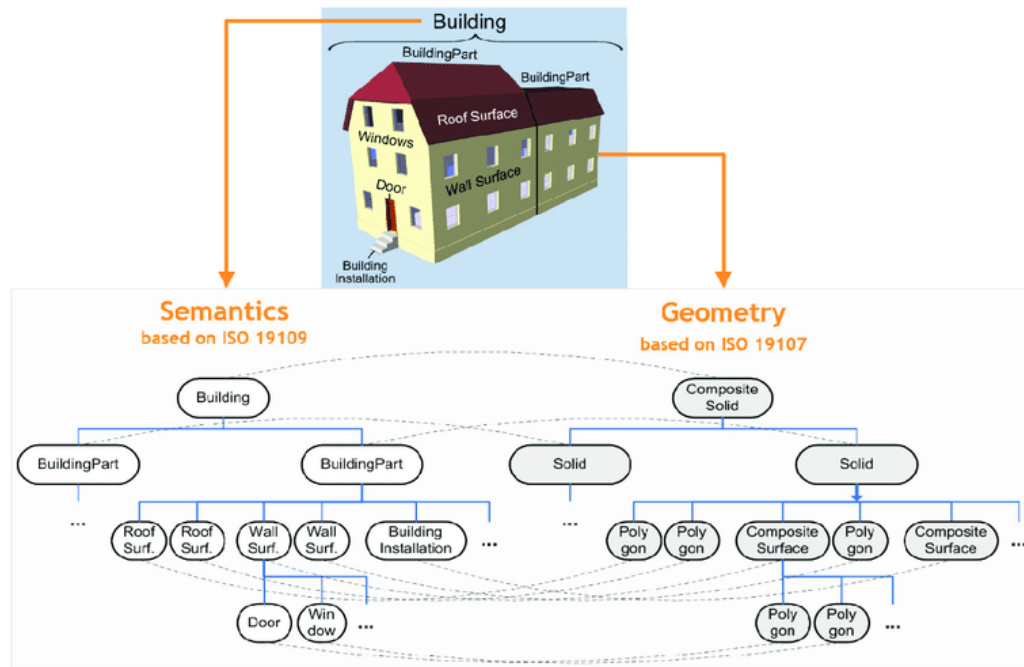 Building
BuildingPart
BuildingPart
Roof Surface
Windows
Wall Surface
Door
Building
Installation
Semantics
based on ISO 19109
Geometry
based on ISO 19107
Building
Composite
Solid
BuildingPart
BuildingPart
Solid
Solid
...
...
Roof
Surf.
Roof
Surf.
Wall
Surf.
Wall
Surf.
Building
Installation
...
Poly
gon
Poly
gon
Composite
Surface
Poly
gon
Composite
Surface
...
Door
Win
dow
...
Poly
gon
Poly
gon
...